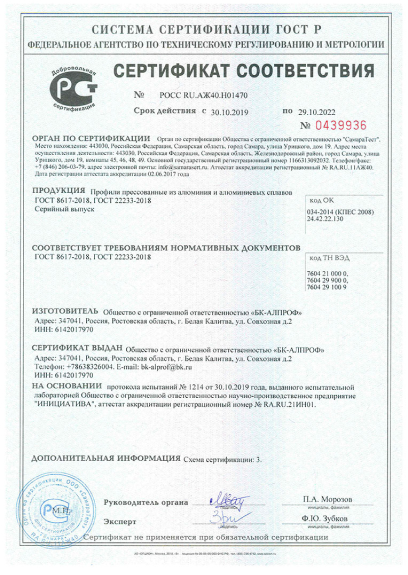 СИСТЕМА СЕРТИФИКАЦИИ ГОСТ Р
ФЕДЕРАЛЬНОЕ АГЕНТСТВО ПО ТЕХНИЧЕСКОМУ РЕГУЛИРОВАНИЮ И МЕТРОЛОГИИ
Добровольная
сертификация
СЕРТИФИКАТ СООТВЕТСТВИЯ
№ РОСС RU.АЖ40.Н01470
Срок действия с 30.10.2019 по 29.10.2022
№ 0439936
ОРГАН ПО СЕРТИФИКАЦИИ Орган по сертификации Общества с ограниченной ответственностью "СамараТест".
Место нахождение: 443030, Российская Федерация, Самарская область, город Самара, улица Урицкого, дом 19. Адрес места
осуществления деятельности: 443030, Российская Федерация, Самарская область, Железнодорожный район, город Самара, улица
Урицкого, дом 19, комнаты 45, 46, 48, 49. Основной государственный регистрационный номер 1166313092032. Телефон/факс:
+7 (846) 206-03-79, адрес электронной почты: info@samaratest.ru, аттестат аккредитации регистрационный № RA.RU.11АЖ40.
Дата регистрации аттестата аккредитации 02.06.2017 года
ПРОДУКЦИЯ Профили прессованные из алюминия и алюминиевых сплавов
ГОСТ 8617-2018, ГОСТ 22233-2018
Серийный выпуск
код ОК
034-2014 (КПЕС 2008)
24.42.22.130
СООТВЕТСТВУЕТ ТРЕБОВАНИЯМ НОРМАТИВНЫХ ДОКУМЕНТОВ
ГОСТ 8617-2018, ГОСТ 22233-2018
код ТН ВЭД
7604 21 000 0,
7604 29 900 0,
7604 29 100 9
ИЗГОТОВИТЕЛЬ Общество с ограниченной ответственностью «БК-АЛПРОФ»
Адрес: 347041, Россия, Ростовская область, г. Белая Калитва, ул. Совхозная д.2
ИНН: 6142017970
СЕРТИФИКАТ ВЫДАН Общество с ограниченной ответственностью «БК-АЛПРОФ»
Адрес: 347041, Россия, Ростовская область, г. Белая Калитва, ул. Совхозная д.2
Телефон: +78638326004. E-mail: bk-alprof@bk.ru
ИНН: 6142017970
НА ОСНОВАНИИ протокола испытаний № 1214 от 30.10.2019 года, выданного испытательной
лабораторией Общество с ограниченной ответственностью научно-производственное предприятие
"ИНИЦИАТИВА", аттестат аккредитации регистрационный номер № RA.RU.21ИН01.
ДОПОЛНИТЕЛЬНАЯ ИНФОРМАЦИЯ Схема сертификации: 3.
М.П.
Руководитель органа
подпись
П.А. Морозов
инициалы, фамилия
Эксперт
подпись
Ф.Ю. Зубков
инициалы, фамилия
Сертификат не применяется при обязательной сертификации